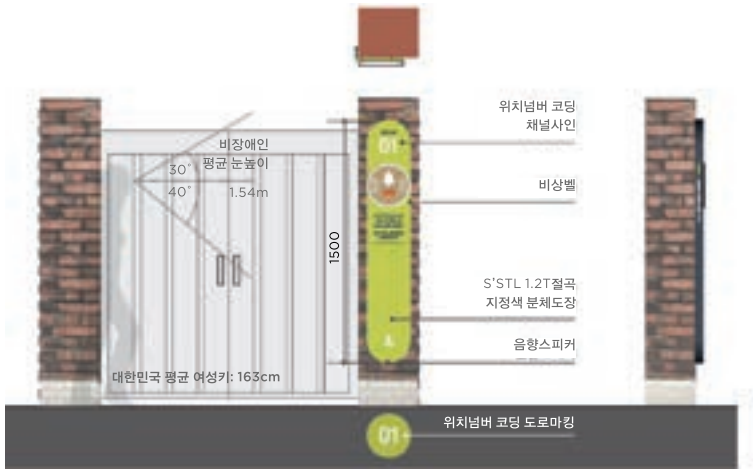 위치넘버 코딩
채널사인
01
비장애인
평균 눈높이
30°
40°
1.54m
비상벨
1500
S'STL 1.2T절곡
지정색 분체도장
음향스피커
대한민국 평균 여성키: 163cm
위치넘버 코딩 도로마킹
01